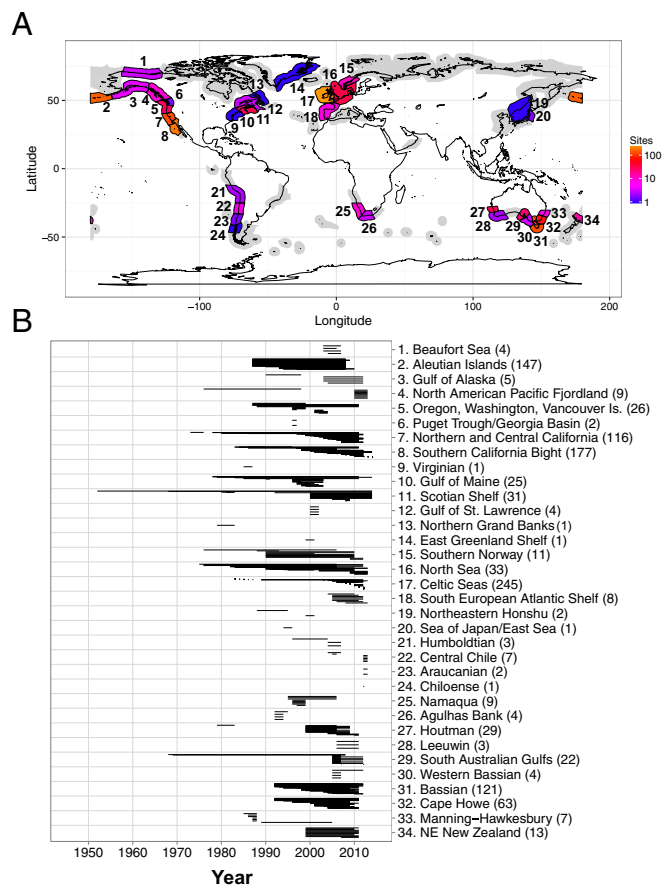 A
1
2
3
4
5
6
7
8
9
10
11
12
13
14
15
16
17
18
19
20
21
22
23
24
25
26
27
28
29
30
31
32
33
34
50
0
−50
Latitude
−100
0
100
200
Longitude
Sites
100
10
1
B
1. Beaufort Sea (4)
2. Aleutian Islands (147)
3. Gulf of Alaska (5)
4. North American Pacific Fjordland (9)
5. Oregon, Washington, Vancouver Is. (26)
6. Puget Trough/Georgia Basin (2)
7. Northern and Central California (116)
8. Southern California Bight (177)
9. Virginian (1)
10. Gulf of Maine (25)
11. Scotian Shelf (31)
12. Gulf of St. Lawrence (4)
13. Northern Grand Banks (1)
14. East Greenland Shelf (1)
15. Southern Norway (11)
16. North Sea (33)
17. Celtic Seas (245)
18. South European Atlantic Shelf (8)
19. Northeastern Honshu (2)
20. Sea of Japan/East Sea (1)
21. Humboldtian (3)
22. Central Chile (7)
23. Araucanian (2)
24. Chiloense (1)
25. Namaqua (9)
26. Agulhas Bank (4)
27. Houtman (29)
28. Leeuwin (3)
29. South Australian Gulfs (22)
30. Western Bassian (4)
31. Bassian (121)
32. Cape Howe (63)
33. Manning−Hawkesbury (7)
34. NE New Zealand (13)
1950 1960 1970 1980 1990 2000 2010
Year